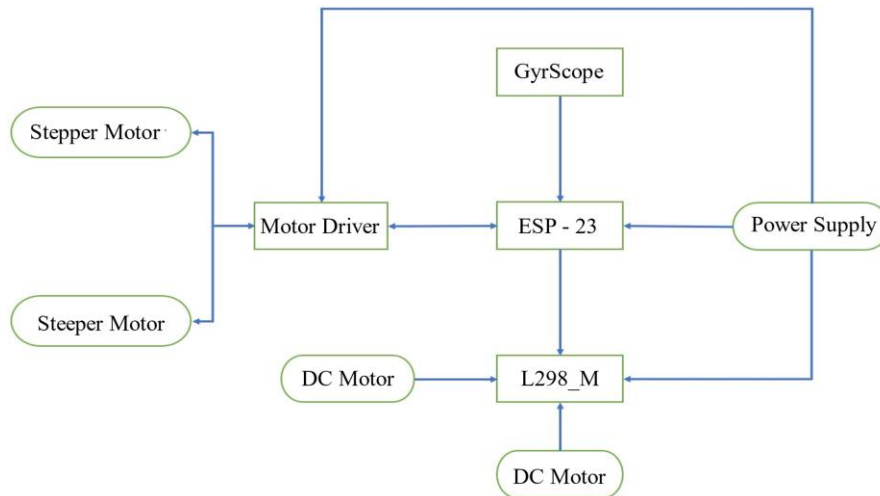 GyrScope
Stepper Motor
Motor Driver
ESP - 23
Power Supply
Steeper Motor
DC Motor
L298_M
DC Motor